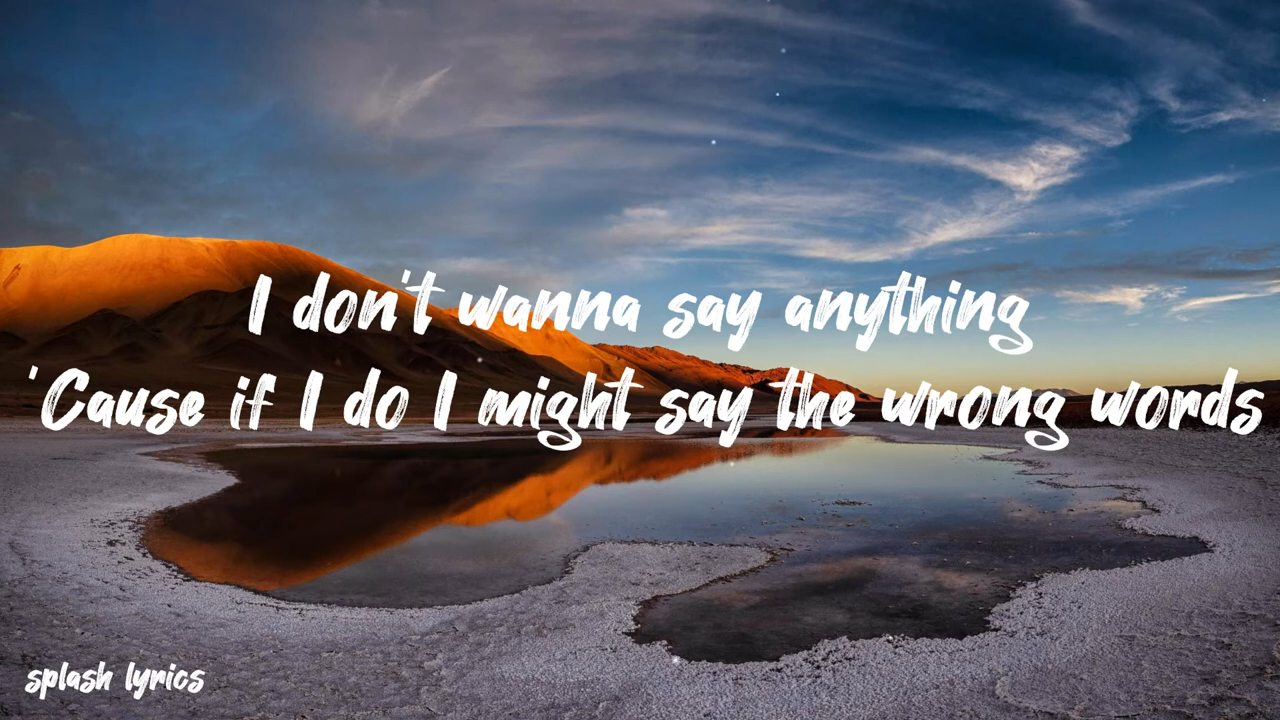 I don't wanna say anything
'Cause if I do I might say the wrong words
splash lyrics